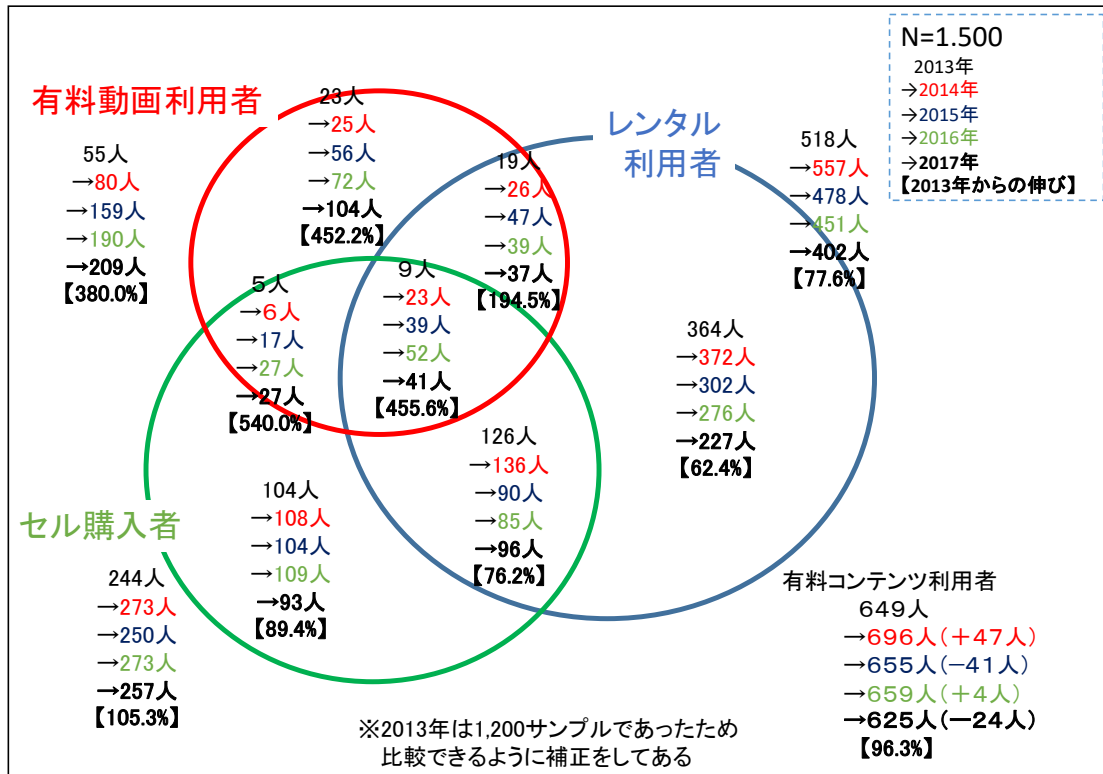 N=1.500
2013年
→2014年
→2015年
→2016年
→2017年
【2013年からの伸び】
有料動画利用者
55人
→80人
→159人
→190人
→209人
【380.0%】
23人
→25人
→56人
→72人
→104人
【452.2%】
レンタル
利用者
19人
→26人
→47人
→39人
→37人
【194.5%】
518人
→557人
→478人
→451人
→402人
【77.6%】
5人
→6人
→17人
→27人
→27人
【540.0%】
9人
→23人
→39人
→52人
→41人
【455.6%】
364人
→372人
→302人
→276人
→227人
【62.4%】
126人
→136人
→90人
→85人
→96人
【76.2%】
セル購入者
104人
→108人
→104人
→109人
→93人
【89.4%】
244人
→273人
→250人
→273人
→257人
【105.3%】
有料コンテンツ利用者
649人
→696人(+47人)
→655人(−41人)
→659人(+4人)
→625人(−24人)
【96.3%】
※2013年は1,200サンプルであったため
比較できるように補正をしてある